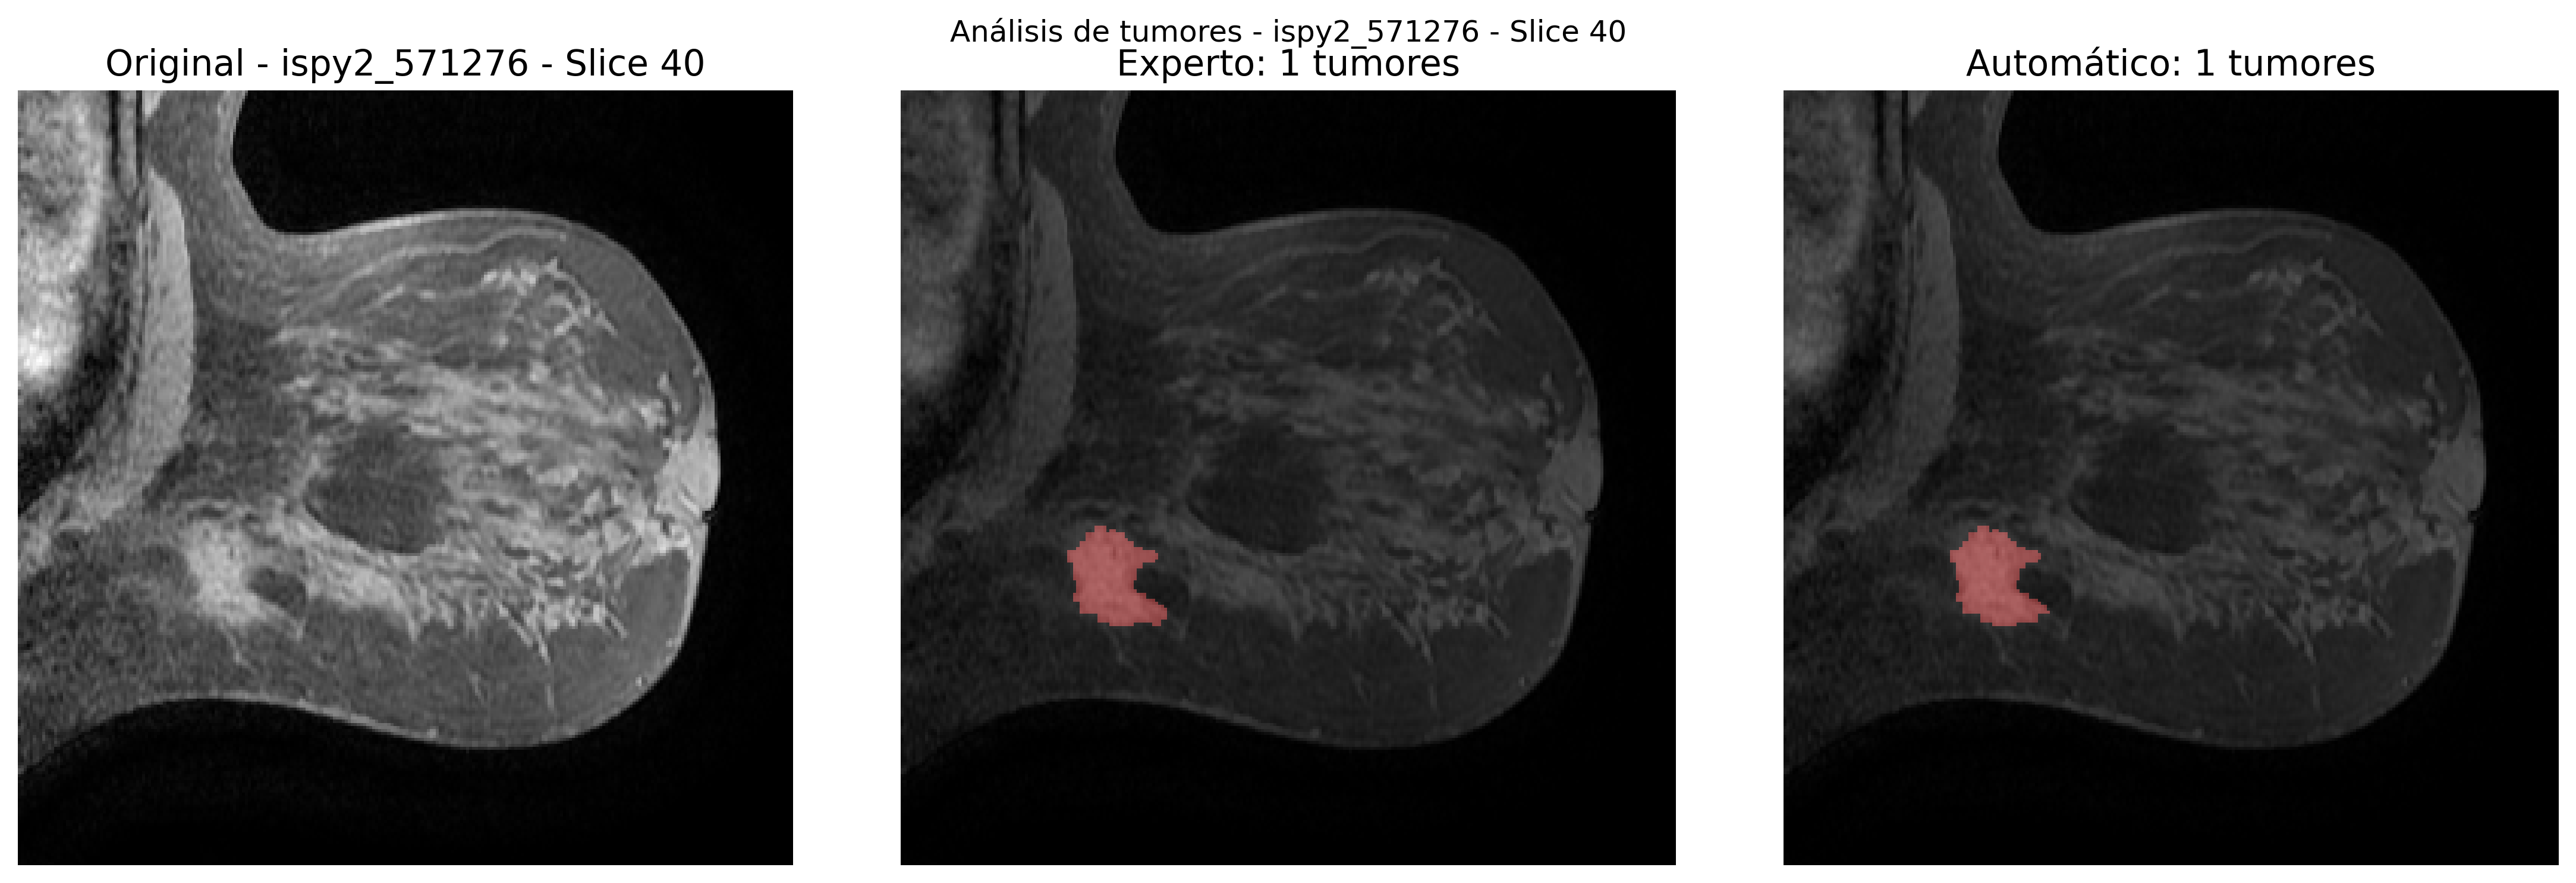 Análisis de tumores - ispy2_571276 - Slice 40
Original - ispy2_571276 - Slice 40
Experto: 1 tumores
Automático: 1 tumores